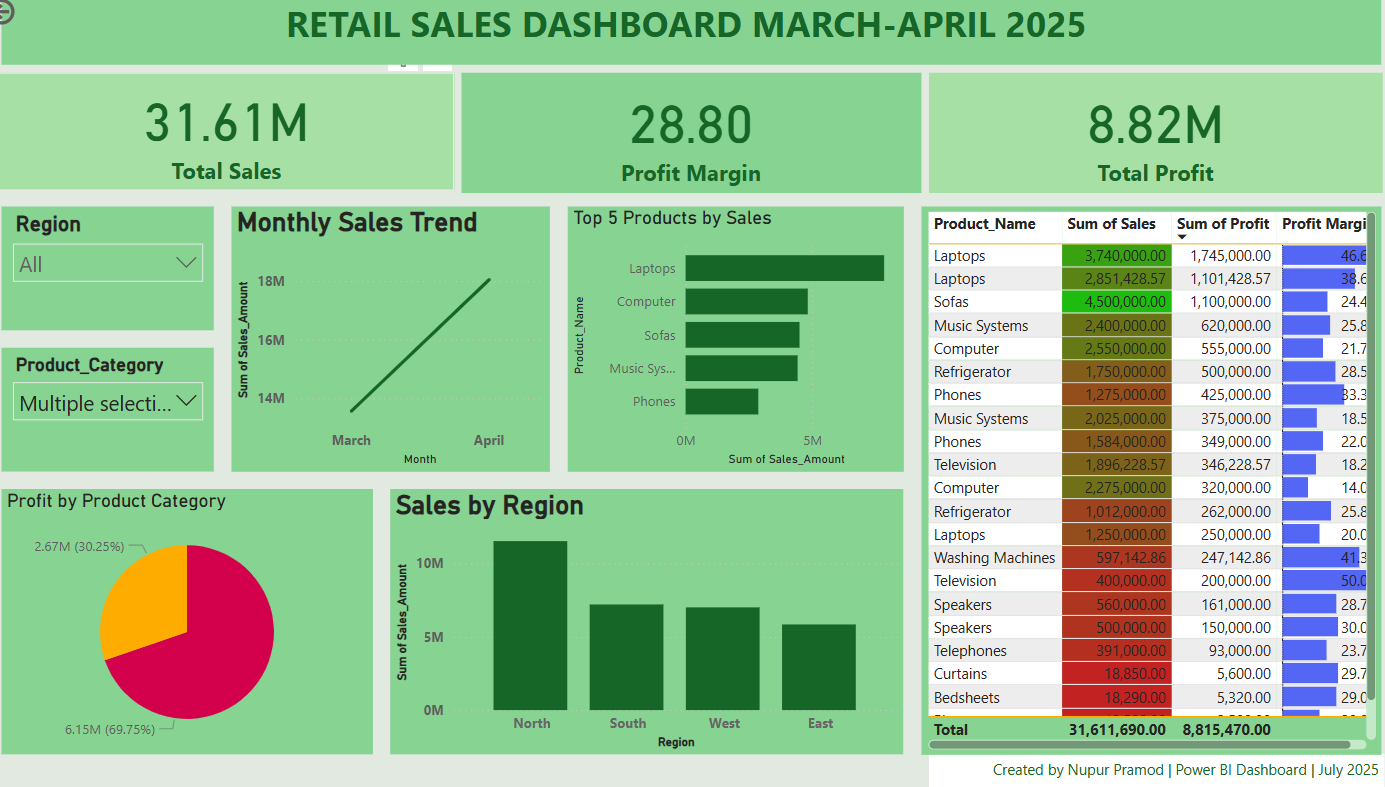 RETAIL SALES DASHBOARD MARCH-APRIL 2025
31.61M
Total Sales
28.80
Profit Margin
8.82M
Total Profit
Region
All
Product_Category
Multiple selecti...
Monthly Sales Trend
Sum of Sales_Amount
18M
16M
14M
March April
Month
Top 5 Products by Sales
Product_Name
Laptops
Computer
Sofas
Music Sys...
Phones
0M 5M
Sum of Sales_Amount
Product_Name Sum of Sales Sum of Profit Profit Margi
Laptops 3,740,000.00 1,745,000.00 46.6
Laptops 2,851,428.57 1,101,428.57 38.6
Sofas 4,500,000.00 1,100,000.00 24.4
Music Systems 2,400,000.00 620,000.00 25.8
Computer 2,550,000.00 555,000.00 21.7
Refrigerator 1,750,000.00 500,000.00 28.5
Phones 1,275,000.00 425,000.00 33.3
Music Systems 2,025,000.00 375,000.00 18.5
Phones 1,584,000.00 349,000.00 22.0
Television 1,896,228.57 346,228.57 18.2
Computer 2,275,000.00 320,000.00 14.0
Refrigerator 1,012,000.00 262,000.00 25.8
Laptops 1,250,000.00 250,000.00 20.0
Washing Machines 597,142.86 247,142.86 41.3
Television 400,000.00 200,000.00 50.0
Speakers 560,000.00 161,000.00 28.7
Speakers 500,000.00 150,000.00 30.0
Telephones 391,000.00 93,000.00 23.7
Curtains 18,850.00 5,600.00 29.7
Bedsheets 18,290.00 5,320.00 29.0
Total 31,611,690.00 8,815,470.00
Profit by Product Category
2.67M (30.25%)
6.15M (69.75%)
Sales by Region
Sum of Sales_Amount
10M
5M
0M
North South West East
Region
Created by Nupur Pramod | Power BI Dashboard | July 2025